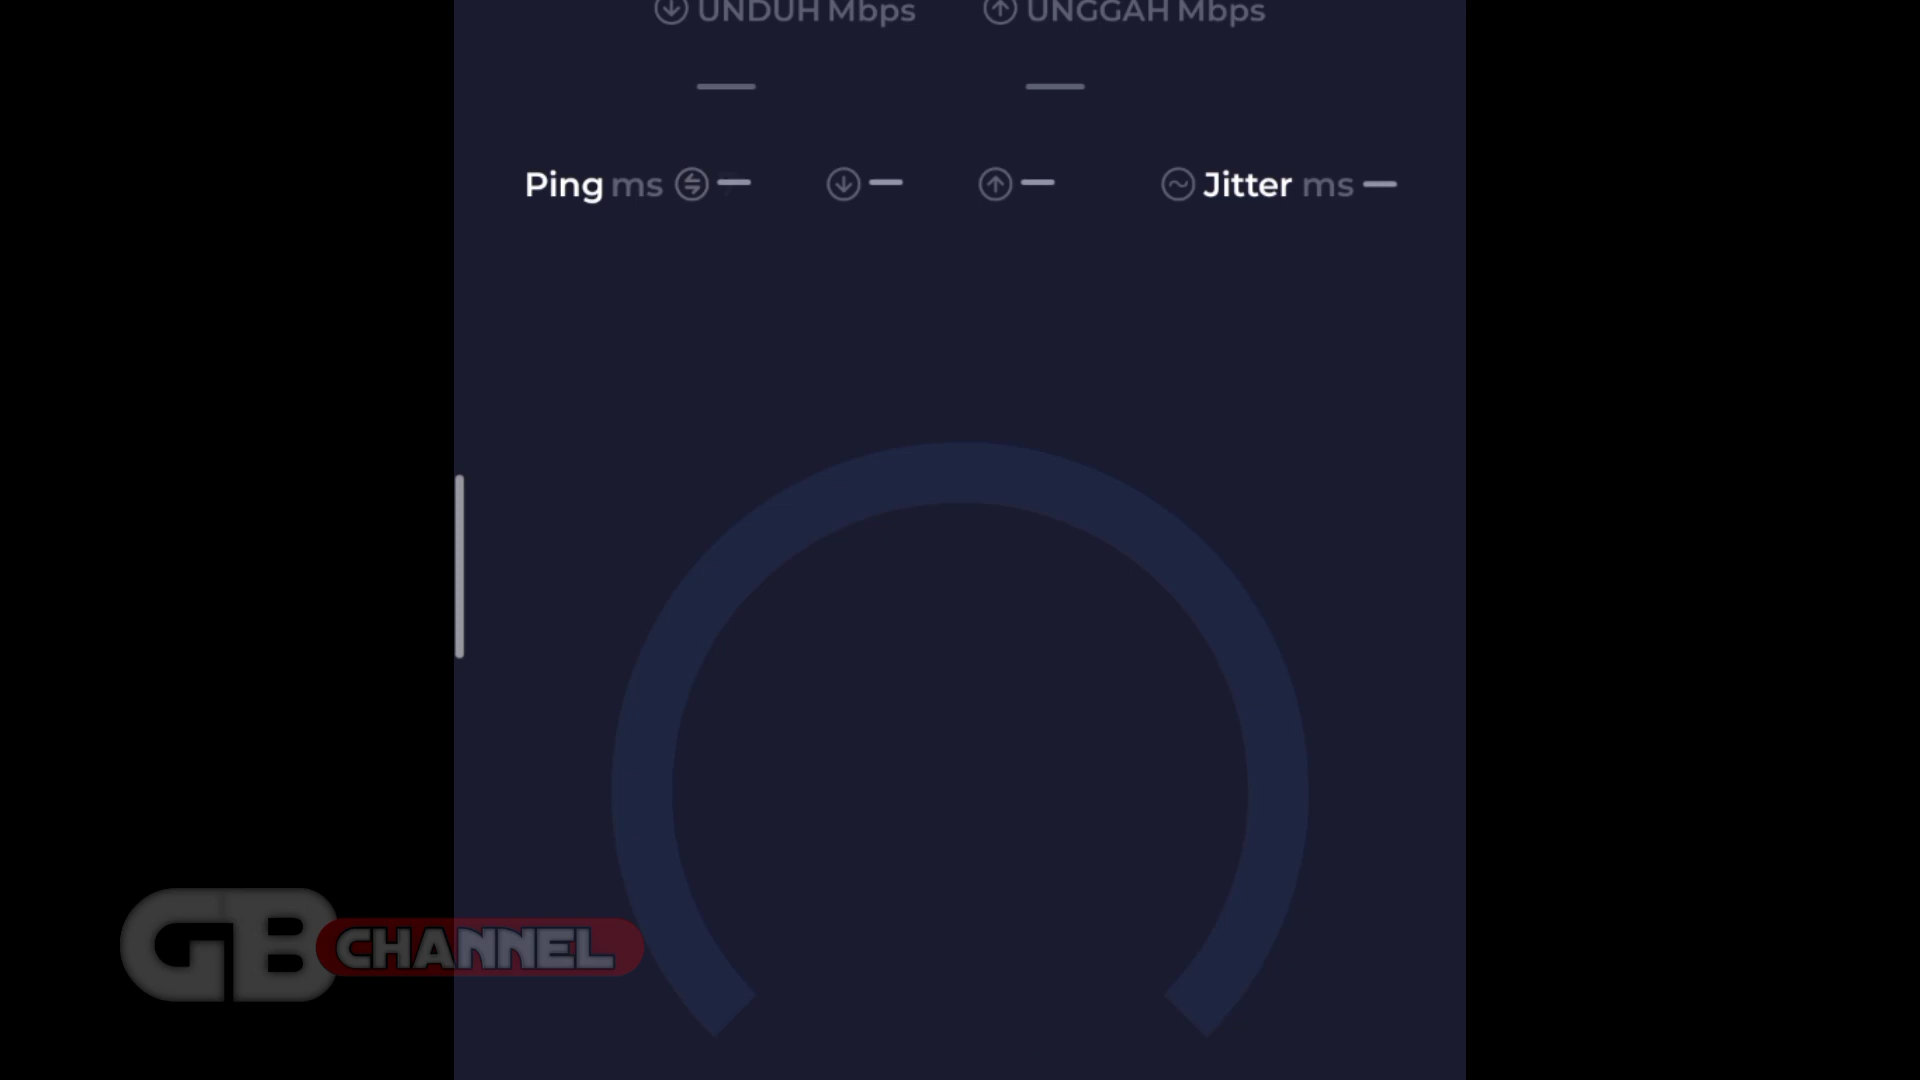 UNDUH Mbps UNGGAH Mbps
— —
Ping ms — — — Jitter ms —
GB CHANNEL